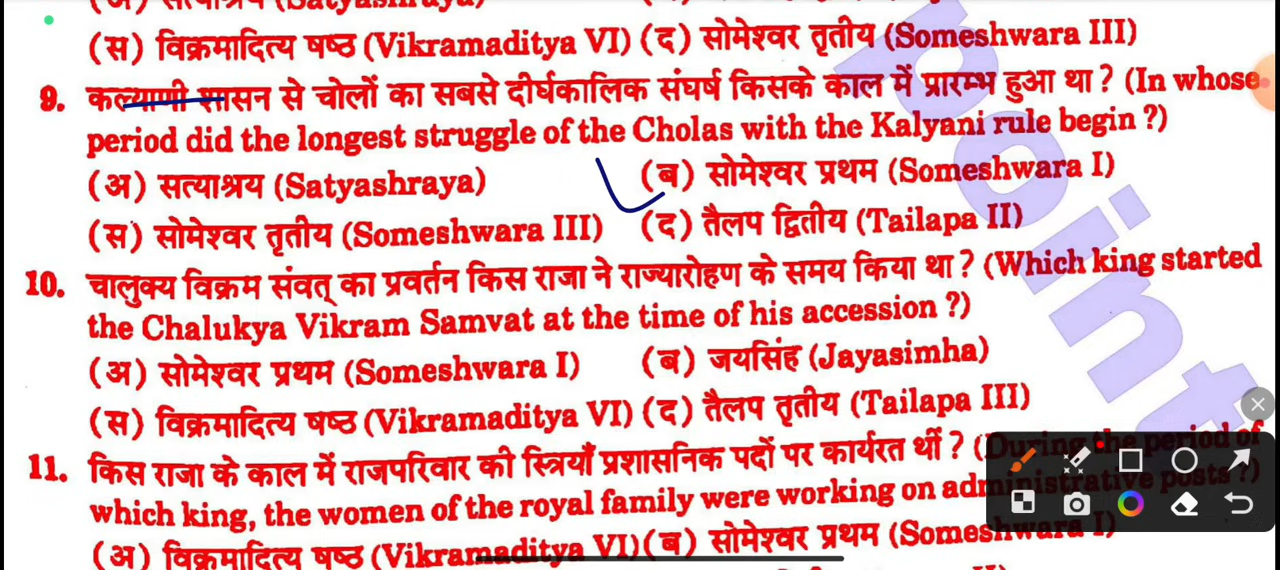 (स) विक्रमादित्य षष्ठ (Vikramaditya VI) (द) सोमेश्वर तृतीय (Someshwara III)
9. कल्याणी शासन से चोलों का सबसे दीर्घकालिक संघर्ष किसके काल में प्रारम्भ हुआ था ? (In whose
period did the longest struggle of the Cholas with the Kalyani rule begin ?)
(अ) सत्याश्रय (Satyashraya) (ब) सोमेश्वर प्रथम (Someshwara I)
(स) सोमेश्वर तृतीय (Someshwara III) (द) तैलप द्वितीय (Tailapa II)
10. चालुक्य विक्रम संवत् का प्रवर्तन किस राजा ने राज्यारोहण के समय किया था ? (Which king started
the Chalukya Vikram Samvat at the time of his accession ?)
(अ) सोमेश्वर प्रथम (Someshwara I) (ब) जयसिंह (Jayasimha)
(स) विक्रमादित्य षष्ठ (Vikramaditya VI) (द) तैलप तृतीय (Tailapa III)
11. किस राजा के काल में राजपरिवार की स्त्रियाँ प्रशासनिक पदों पर कार्यरत थीं ? (During the period of
which king, the women of the royal family were working on administrative posts ?)
(अ) विक्रमादित्य षष्ठ (Vikramaditya VI) (ब) सोमेश्वर प्रथम (Someshwara I)
point